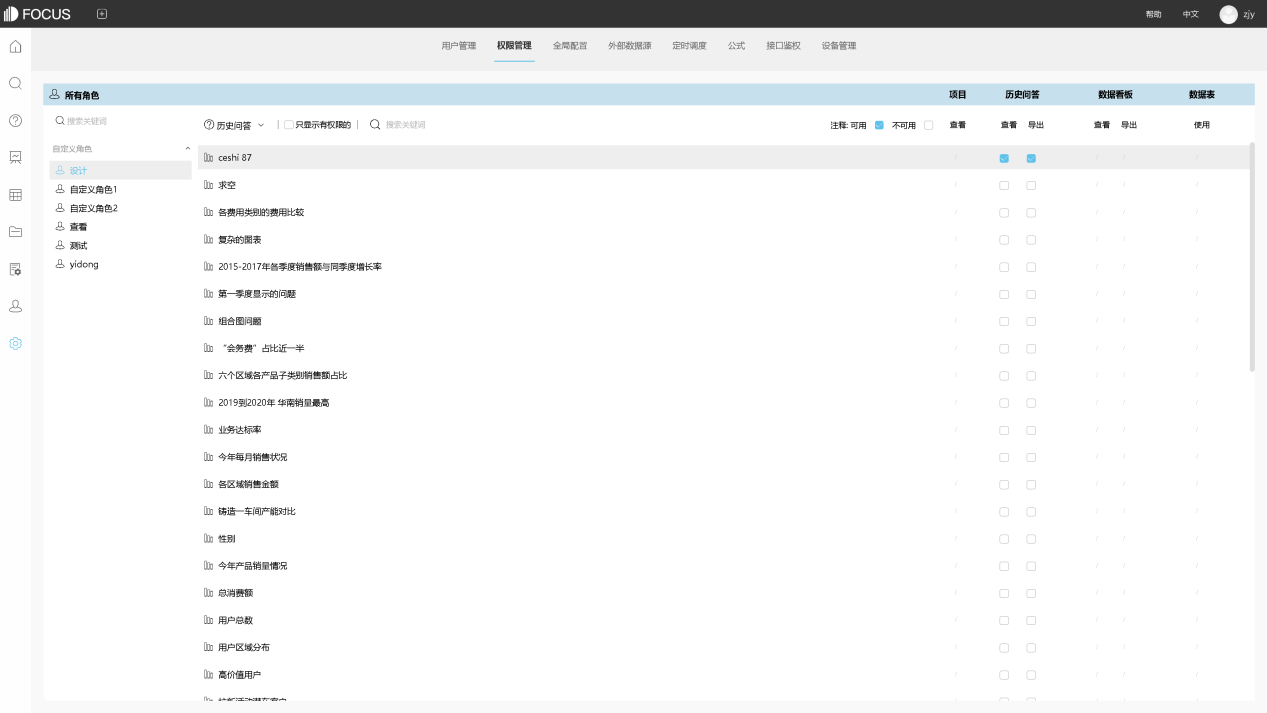 FOCUS 帮助 中文 zjy
用户管理 权限管理 全局配置 外部数据源 定时调度 公式 接口鉴权 设备管理
所有角色 项目 历史问答 数据看板 数据表
搜索关键词 历史问答 只显示有权限的 搜索关键词 注释: 可用 不可用 查看 查看 导出 查看 导出 使用
自定义角色
设计
自定义角色1
自定义角色2
查看
测试
yidong
ceshi 87
求空 / / / /
各费用类别的费用比较 / / / /
复杂的图表 / / / /
2015-2017年各季度销售额与同季度增长率 / / / /
第一季度显示的问题 / / / /
组合图问题 / / / /
“会务费”占比近一半 / / / /
六个区域各产品子类别销售额占比 / / / /
2019到2020年 华南销量最高 / / / /
业务达标率 / / / /
今年每月销售状况 / / / /
各区域销售金额 / / / /
铸造一车间产能对比 / / / /
性别 / / / /
今年产品销量情况 / / / /
总消费额 / / / /
用户总数 / / / /
用户区域分布 / / / /
高价值用户 / / / /